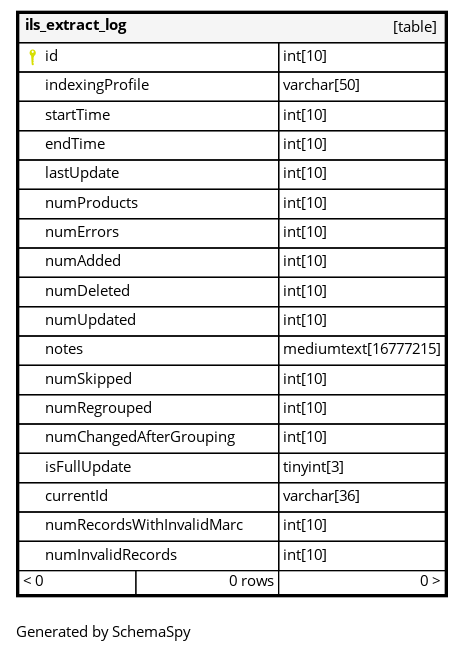 ils_extract_log [table]
id int[10]
indexingProfile varchar[50]
startTime int[10]
endTime int[10]
lastUpdate int[10]
numProducts int[10]
numErrors int[10]
numAdded int[10]
numDeleted int[10]
numUpdated int[10]
notes mediumtext[16777215]
numSkipped int[10]
numRegrouped int[10]
numChangedAfterGrouping int[10]
isFullUpdate tinyint[3]
currentId varchar[36]
numRecordsWithInvalidMarc int[10]
numInvalidRecords int[10]
< 0 0 rows 0 >
Generated by SchemaSpy